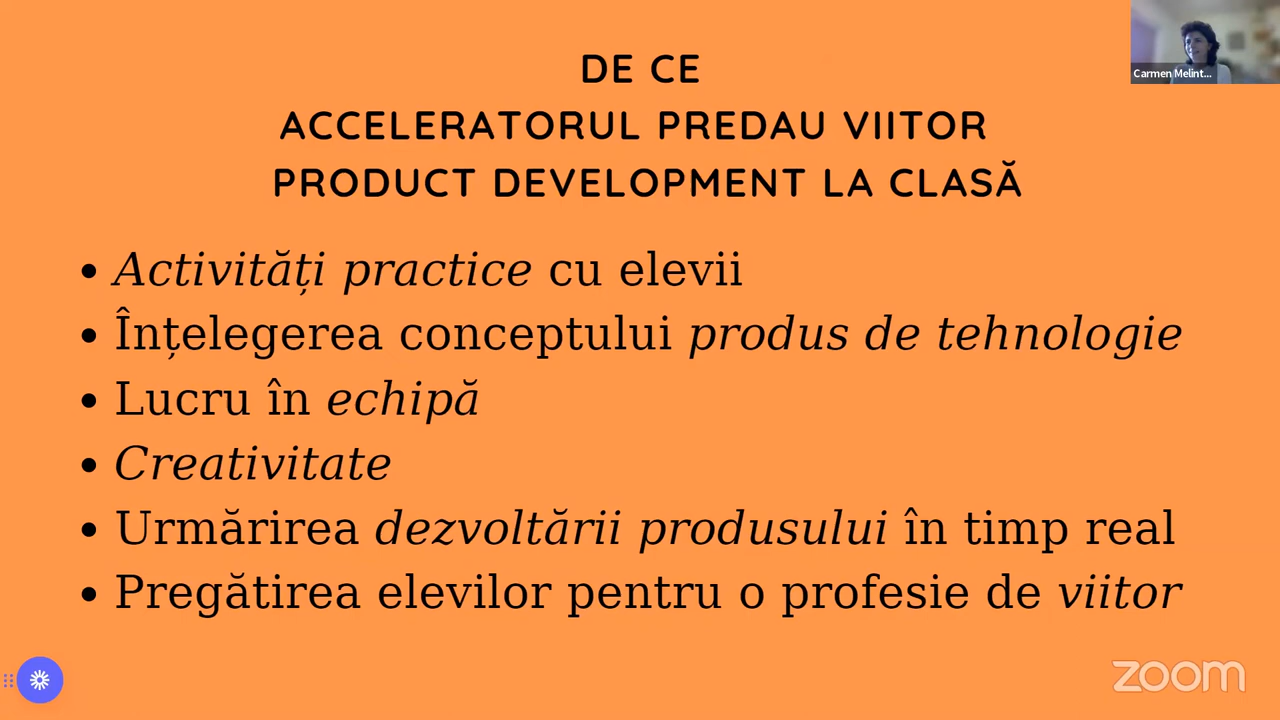 DE CE
ACCELERATORUL PREDAU VIITOR
PRODUCT DEVELOPMENT LA CLASĂ
Carmen Melint...
• Activități practice cu elevii
• Înțelegerea conceptului produs de tehnologie
• Lucru în echipă
• Creativitate
• Urmărirea dezvoltării produsului în timp real
• Pregătirea elevilor pentru o profesie de viitor
zoom